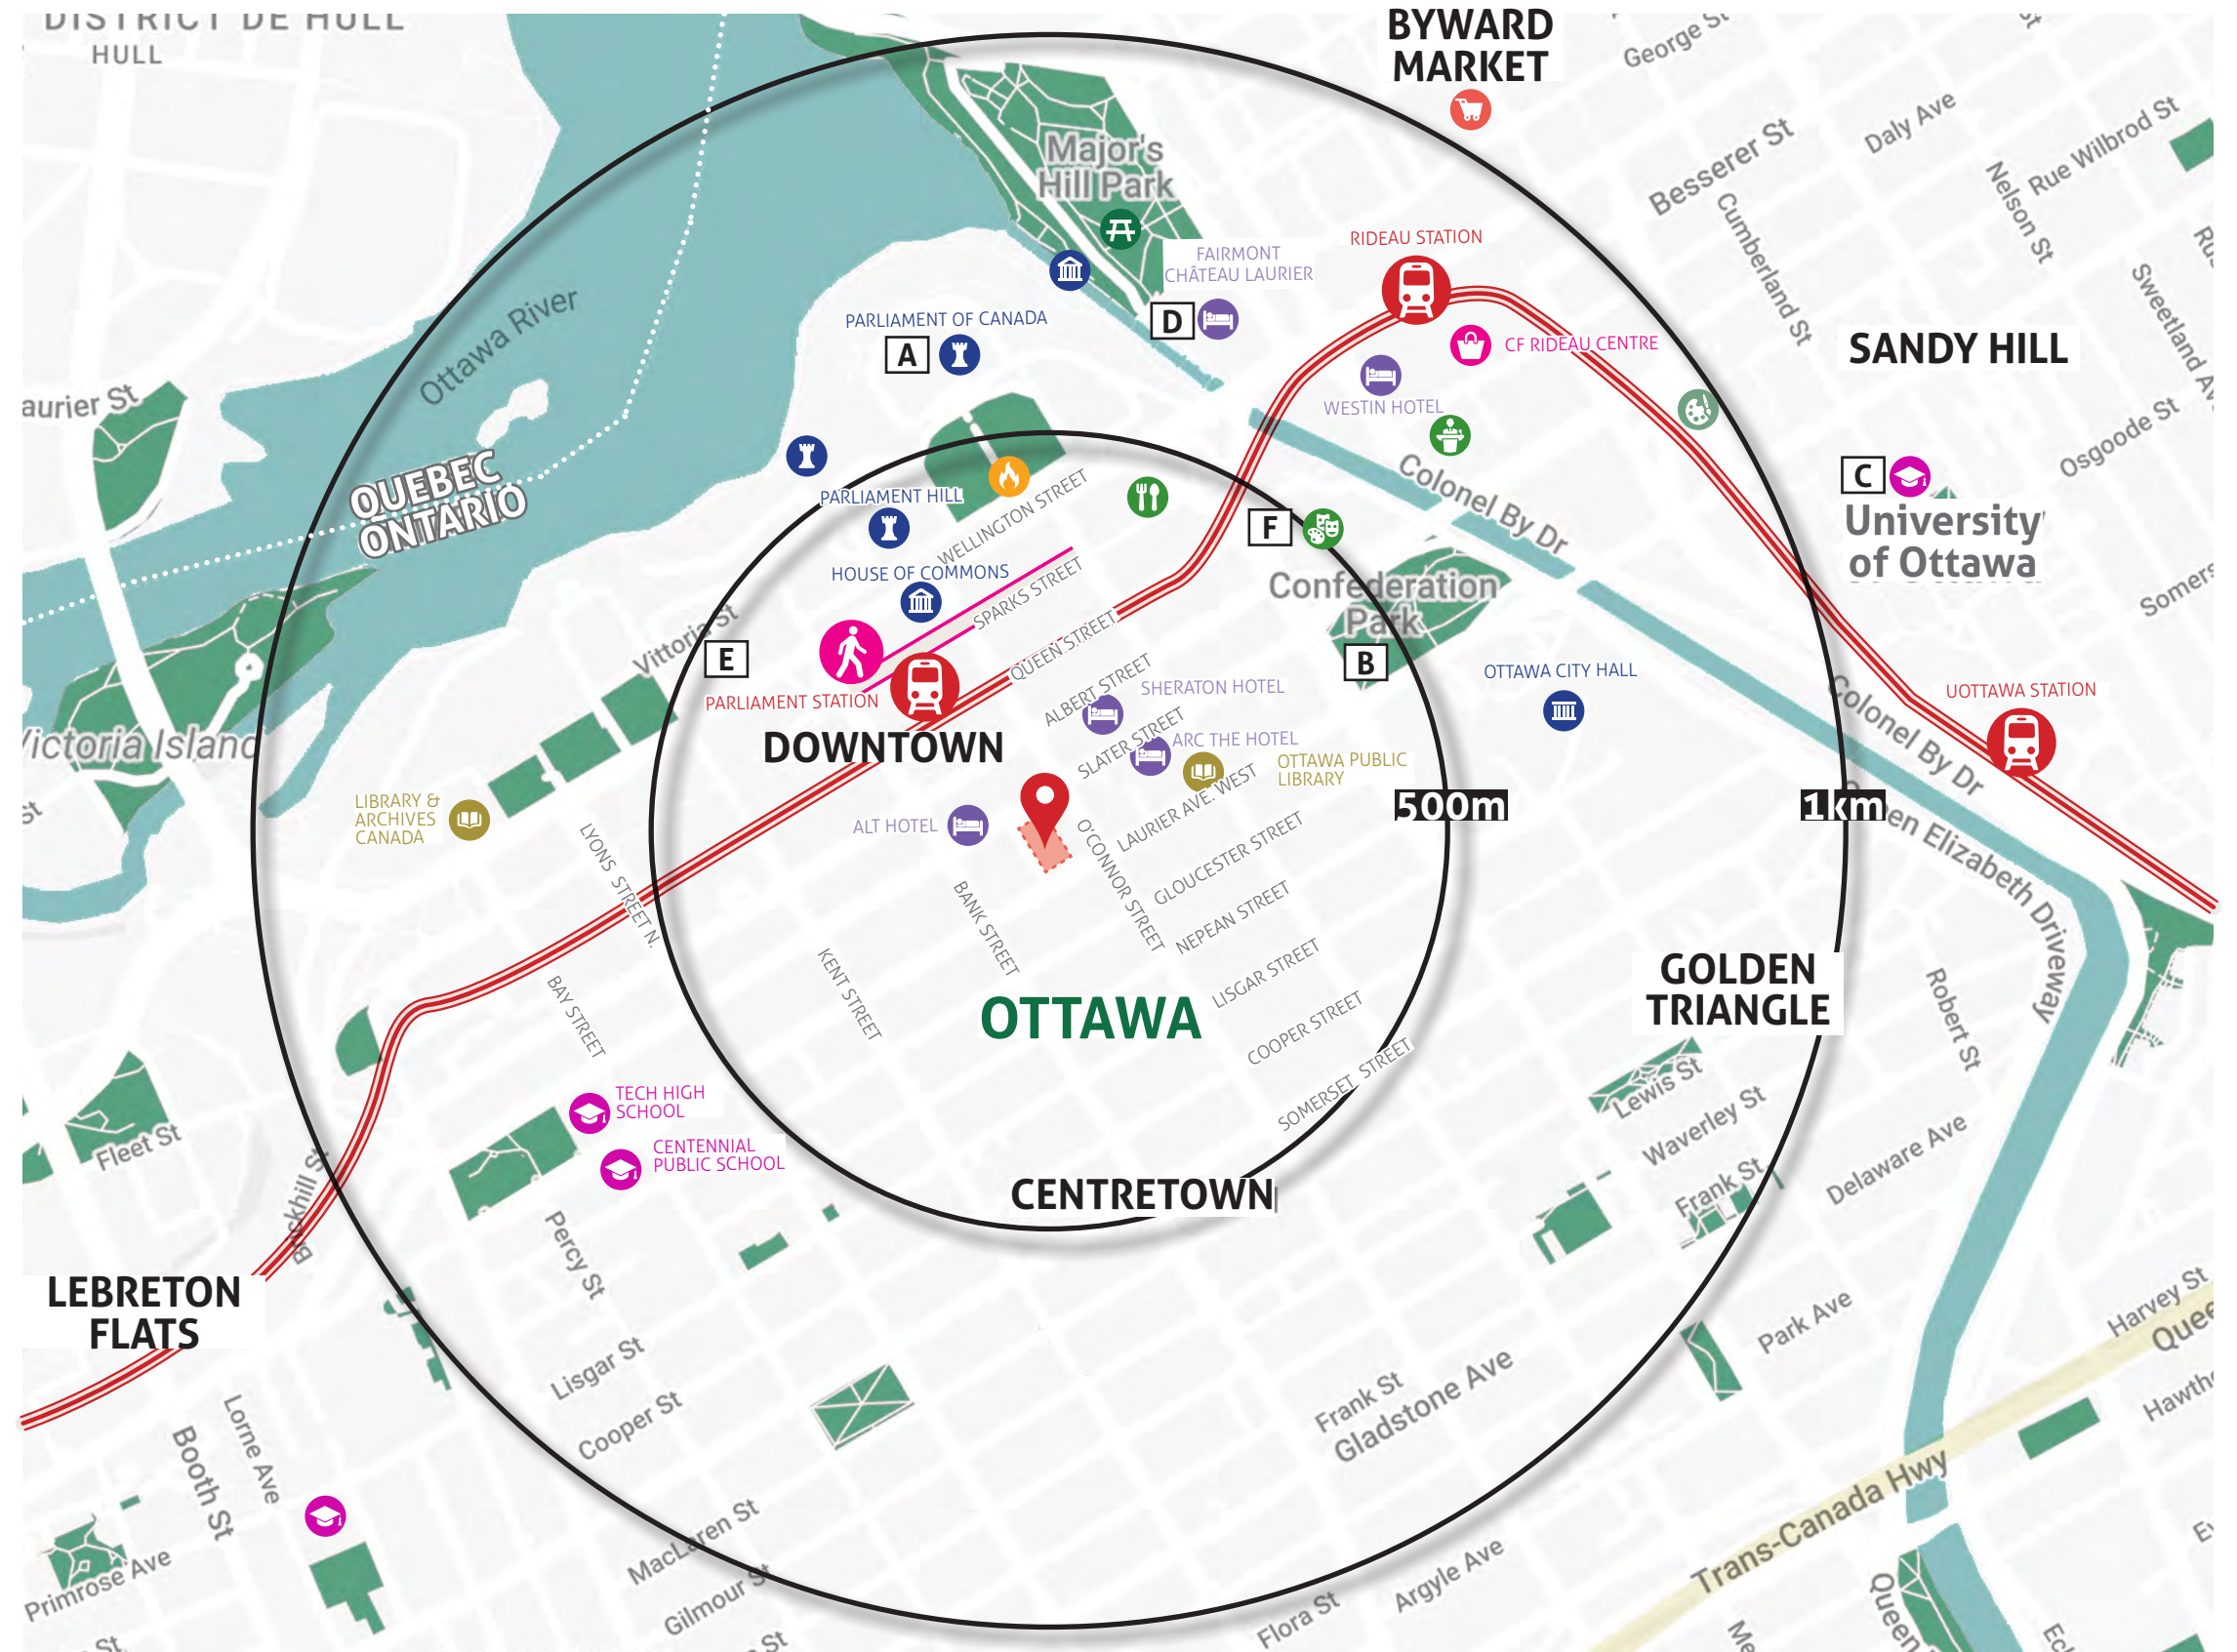 DISTRICT DE HULL
HULL
BYWARD
MARKET
George St
Besserer St
Daly Ave
Rue Wilbrod St
Nelson St
Cumberland St
Major's
Hill Park
RIDEAU STATION
FAIRMONT
CHÂTEAU LAURIER
D
PARLIAMENT OF CANADA
A
Ottawa River
CF RIDEAU CENTRE
WESTIN HOTEL
SANDY HILL
Osgoode St
aurier St
QUEBEC
ONTARIO
PARLIAMENT HILL
WELLINGTON STREET
Colonel By Dr
C
University
of Ottawa
F
HOUSE OF COMMONS
SPARKS STREET
Confederation
Park
B
Vittoria St
E
QUEEN STREET
PARLIAMENT STATION
ALBERT STREET
SHERATON HOTEL
OTTAWA CITY HALL
UOTTAWA STATION
Colonel By Dr
SLATER STREET
ARC THE HOTEL
DOWNTOWN
OTTAWA PUBLIC
LIBRARY
LAURIER AVE. WEST
500m
1km
LIBRARY &
ARCHIVES
CANADA
ALT HOTEL
LYONS STREET N.
O'CONNOR STREET
GLOUCESTER STREET
BANK STREET
NEPEAN STREET
een Elizabeth Driveway
KENT STREET
LISGAR STREET
BAY STREET
OTTAWA
COOPER STREET
GOLDEN
TRIANGLE
Robert St
SOMERSET STREET
TECH HIGH
SCHOOL
CENTENNIAL
PUBLIC SCHOOL
Fleet St
CENTRETOWN
Lewis St
Waverley St
Frank St
Delaware Ave
Percy St
LEBRETON
FLATS
Lisgar St
Cooper St
Frank St
Gladstone Ave
Park Ave
Harvey St
Lorne Ave
Booth St
MacLaren St
Gilmour St
Primrose Ave
Trans-Canada Hwy
Argyle Ave
Flora St